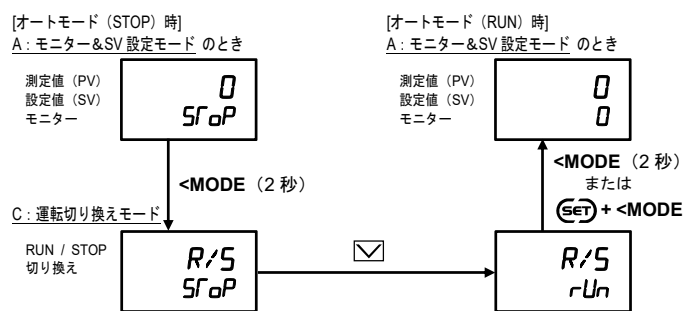 [オートモード（STOP）時]
A : モニター＆SV 設定モード のとき
測定値（PV）
設定値（SV）
モニター
0
SToP
<MODE（2 秒）
C : 運転切り換えモード
RUN / STOP
切り換え
R/S
SToP
[オートモード（RUN）時]
A : モニター＆SV 設定モード のとき
測定値（PV）
設定値（SV）
モニター
0
0
<MODE（2 秒）
または
SET + <MODE
R/S
rUn